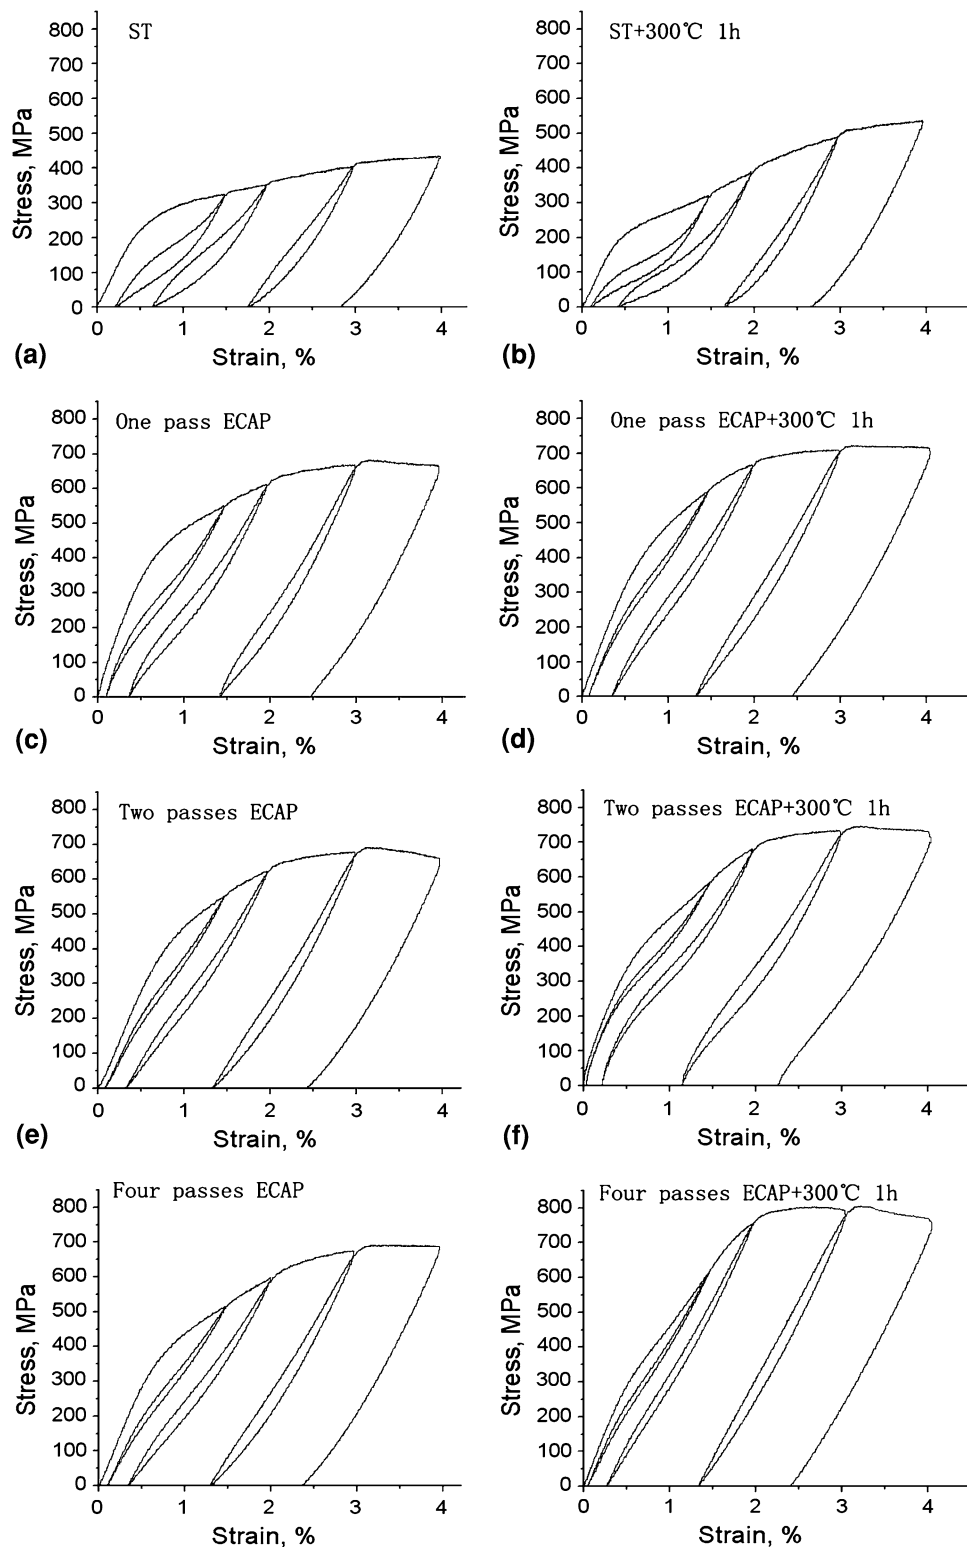 ST
800
700
600
500
400
300
200
100
0
Stress, MPa
0 1 2 3 4
(a) Strain, %
ST+300℃ 1h
800
700
600
500
400
300
200
100
0
Stress, MPa
0 1 2 3 4
(b) Strain, %
One pass ECAP
800
700
600
500
400
300
200
100
0
Stress, MPa
0 1 2 3 4
(c) Strain, %
One pass ECAP+300℃ 1h
800
700
600
500
400
300
200
100
0
Stress, MPa
0 1 2 3 4
(d) Strain, %
Two passes ECAP
800
700
600
500
400
300
200
100
0
Stress, MPa
0 1 2 3 4
(e) Strain, %
Two passes ECAP+300℃ 1h
800
700
600
500
400
300
200
100
0
Stress, MPa
0 1 2 3 4
(f) Strain, %
Four passes ECAP
800
700
600
500
400
300
200
100
0
Stress, MPa
0 1 2 3 4
Strain, %
Four passes ECAP+300℃ 1h
800
700
600
500
400
300
200
100
0
Stress, MPa
0 1 2 3 4
Strain, %